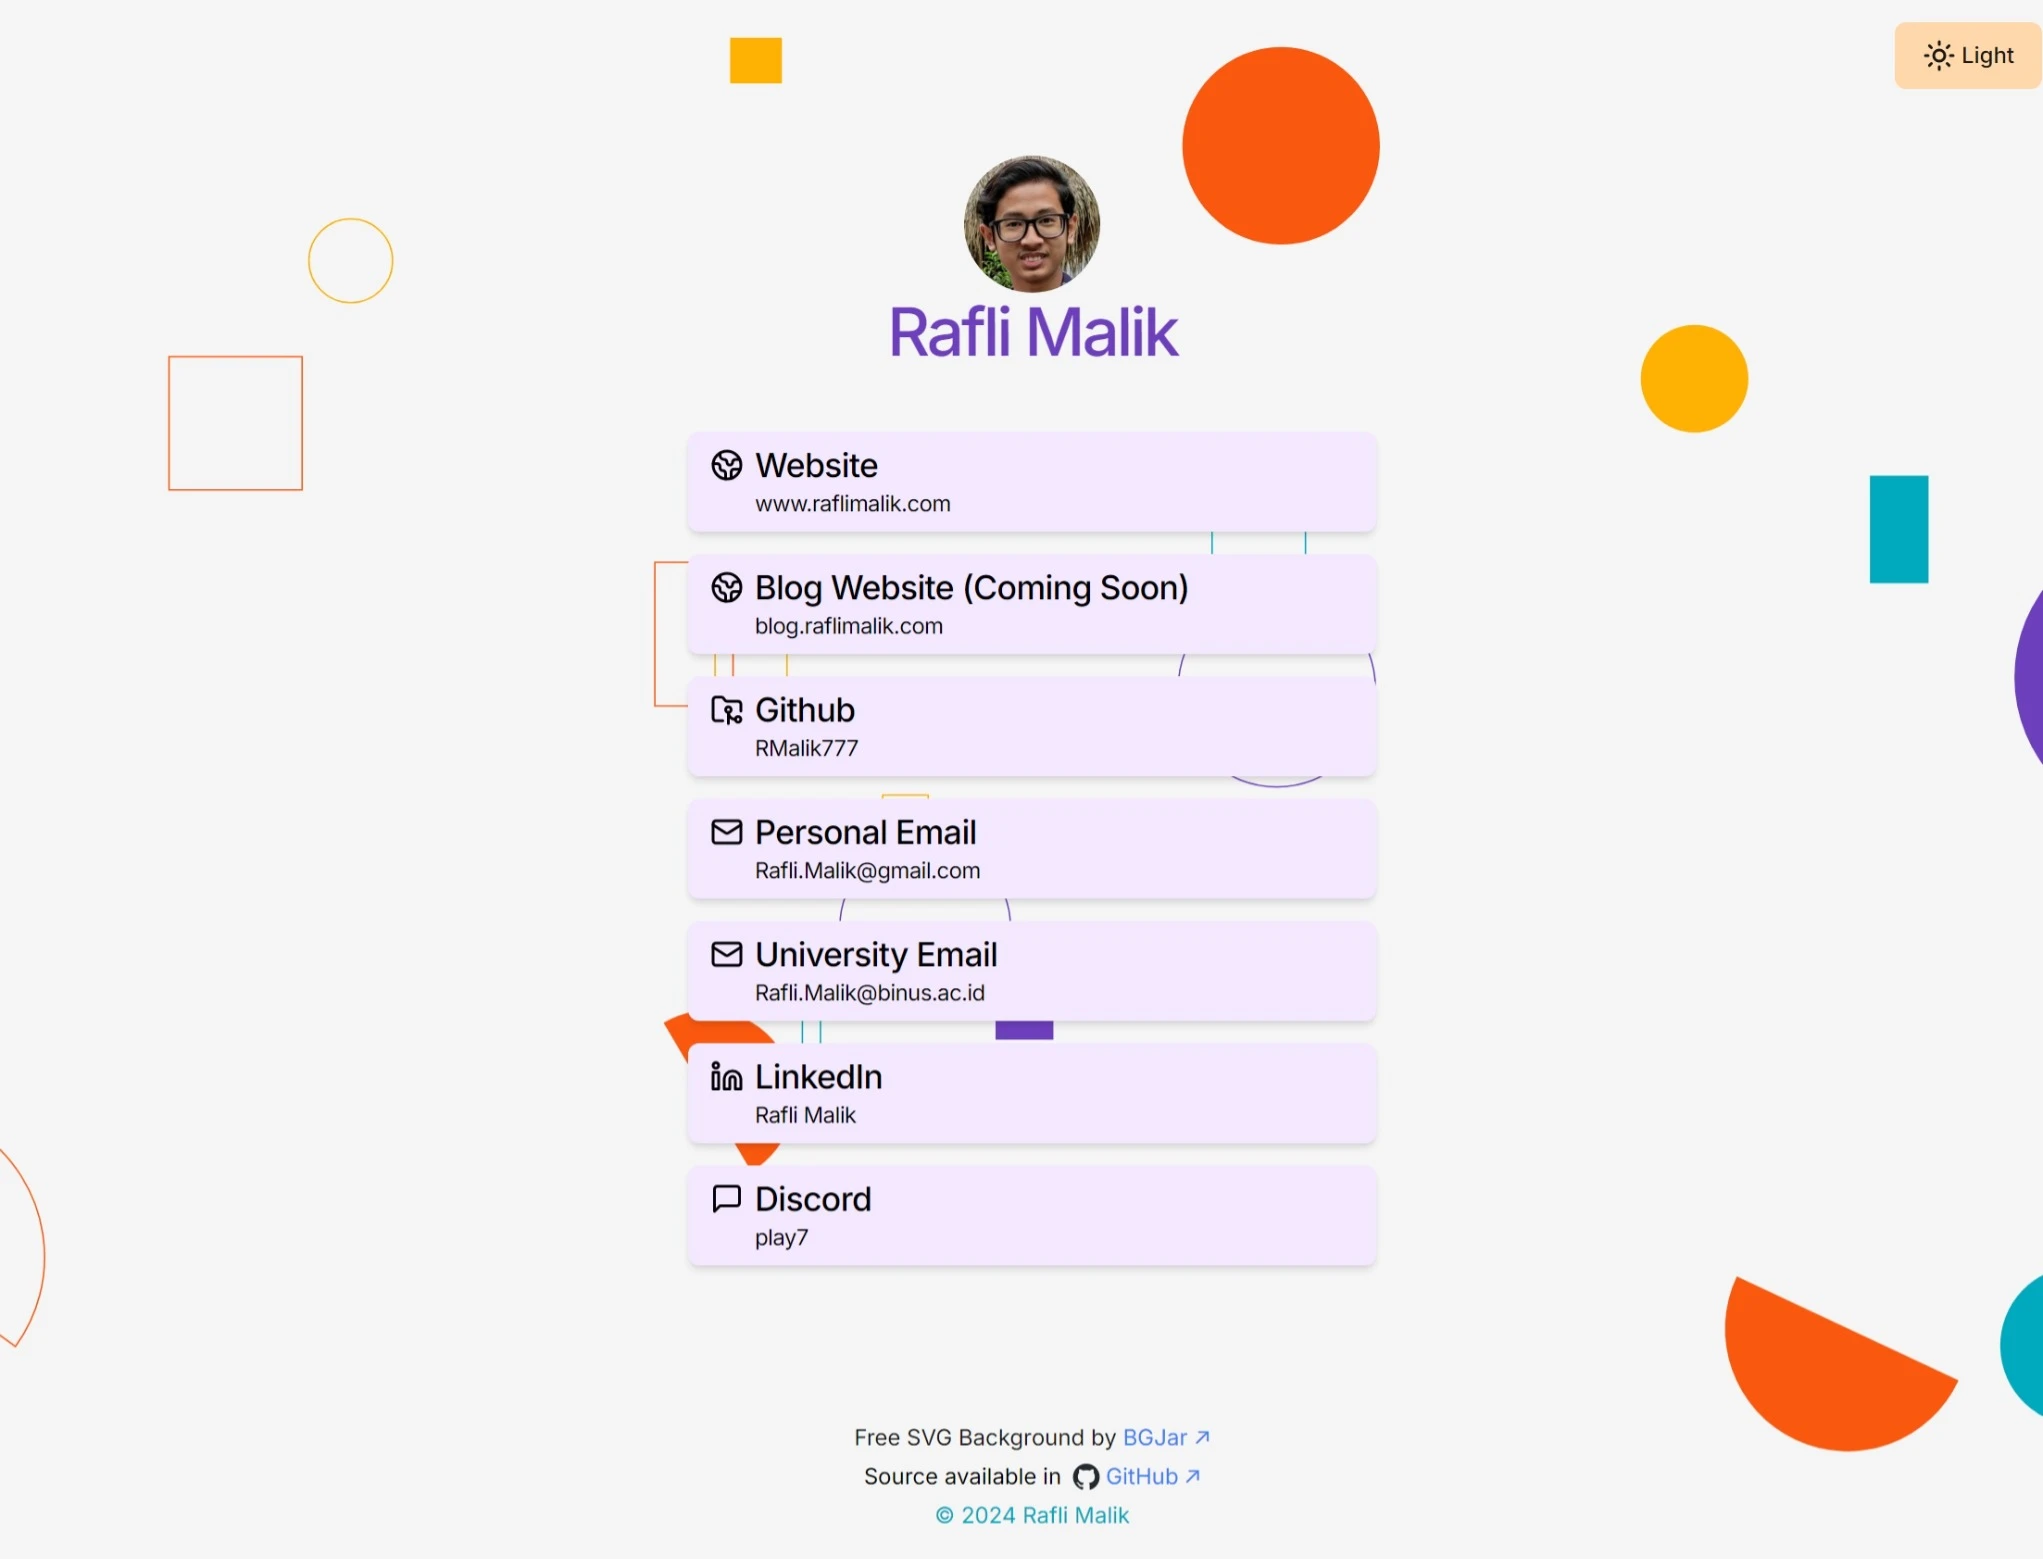 Light
Rafli Malik
Website
www.raflimalik.com
Blog Website (Coming Soon)
blog.raflimalik.com
Github
RMalik777
Personal Email
Rafli.Malik@gmail.com
University Email
Rafli.Malik@binus.ac.id
LinkedIn
Rafli Malik
Discord
play7
Free SVG Background by BGJar ↗
Source available in GitHub ↗
© 2024 Rafli Malik